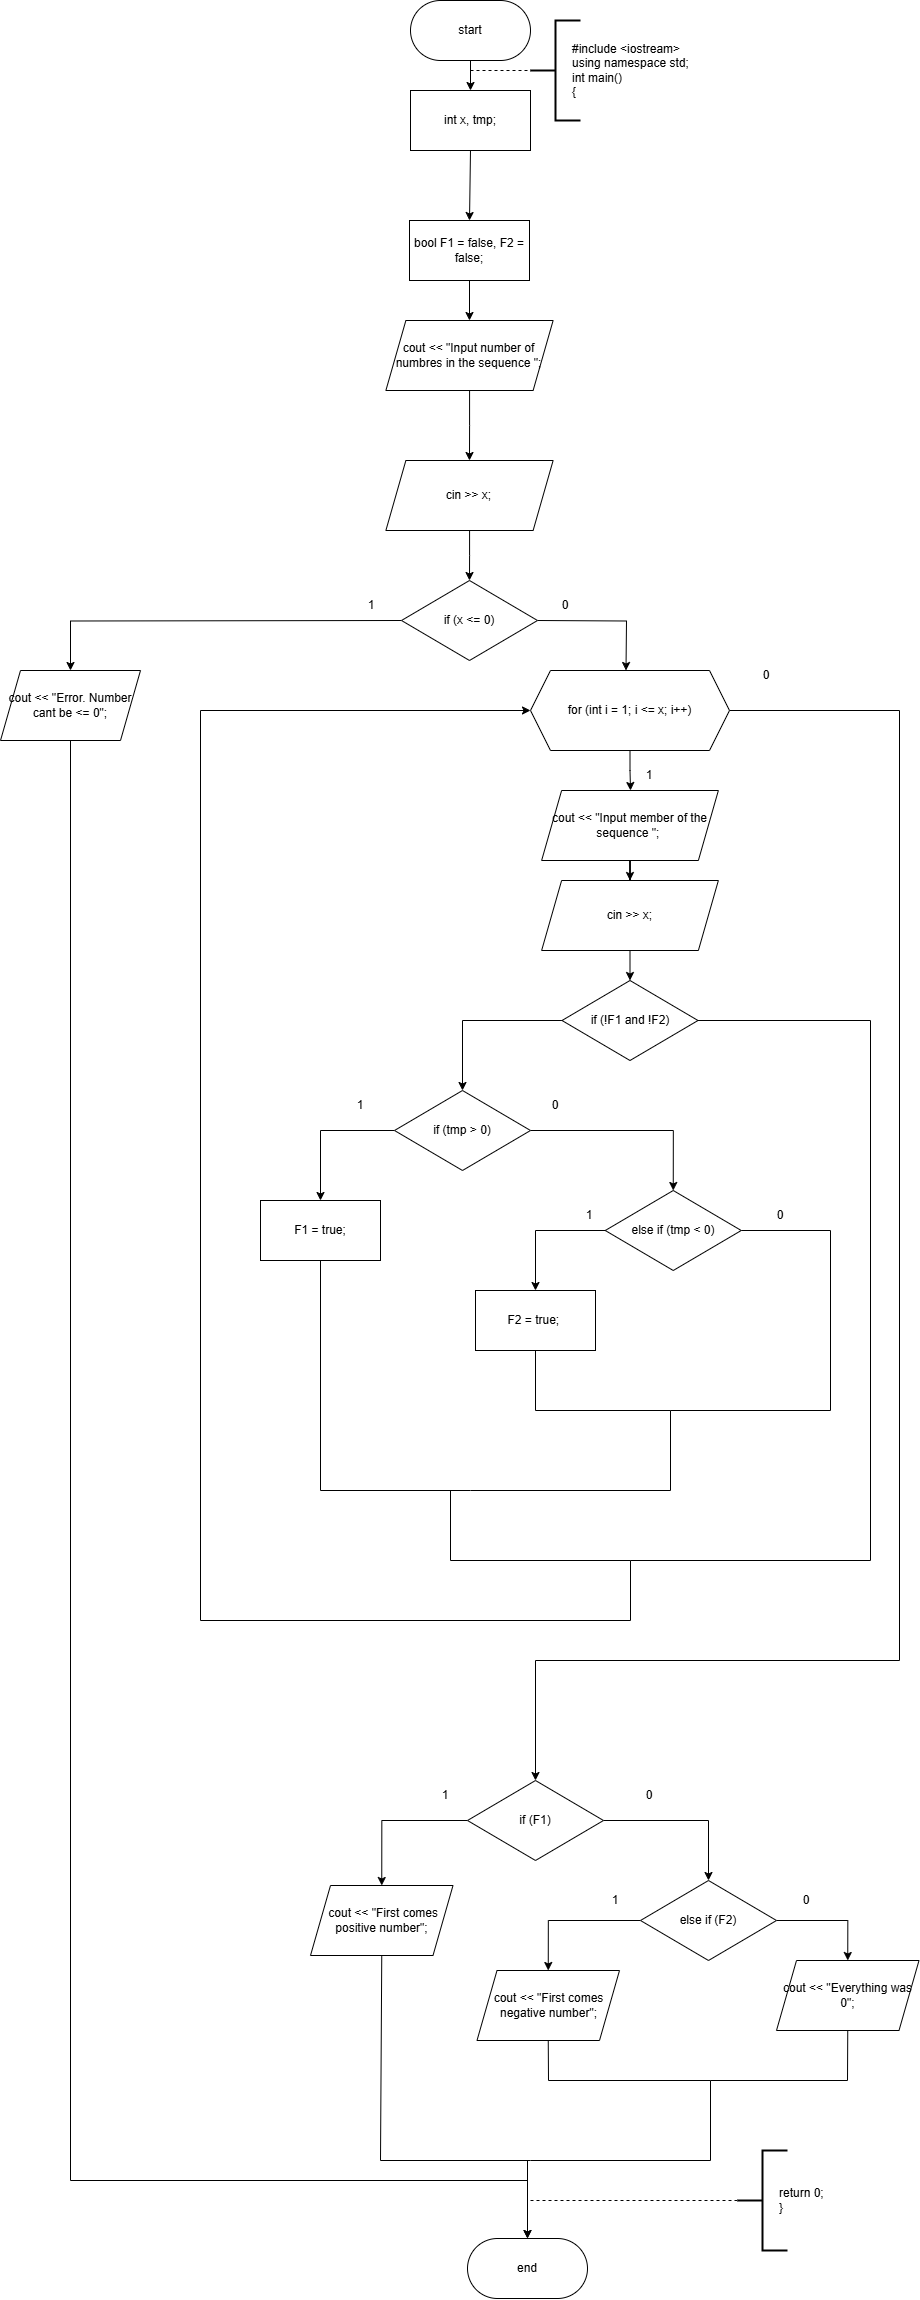 start
#include <iostream>
using namespace std;
int main()
{
int x, tmp;
bool F1 = false, F2 =
false;
cout << "Input number of
numbres in the sequence ";
cin >> x;
1
if (x <= 0)
0
cout << "Error. Number
cant be <= 0";
for (int i = 1; i <= x; i++)
0
1
cout << "Input member of the
sequence ";
cin >> x;
if (!F1 and !F2)
1
0
if (tmp > 0)
F1 = true;
1
else if (tmp < 0)
0
F2 = true;
1
0
if (F1)
cout << "First comes
positive number";
1
else if (F2)
0
cout << "First comes
negative number";
cout << "Everything was
0";
return 0;
}
end